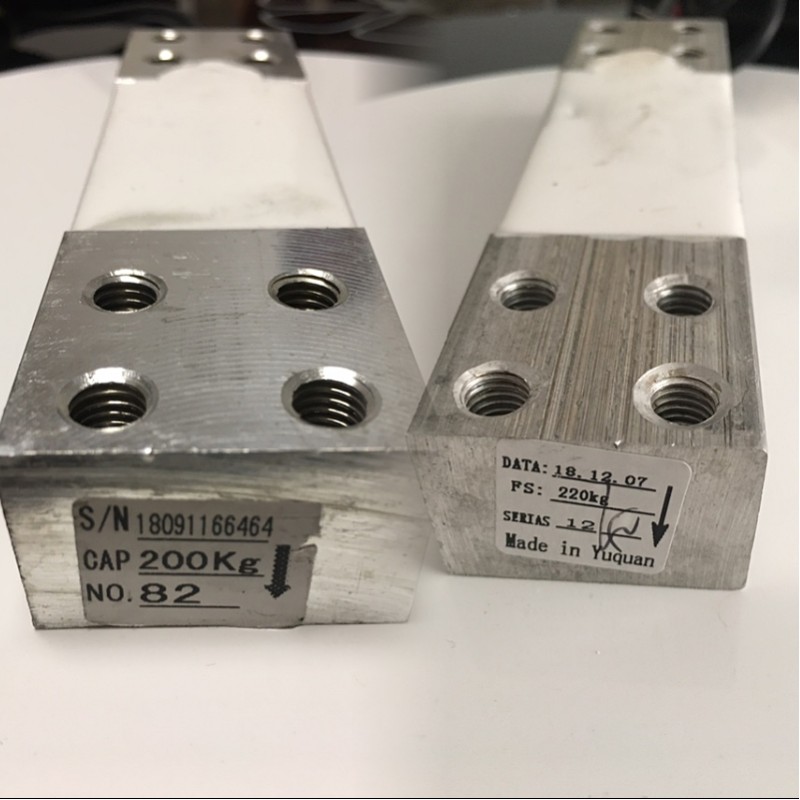 S/N 18091166464
CAP 200Kg
NO. 82
DATA: 18.12.07
FS: 220kg
SERIAS 12
Made in Yuquan